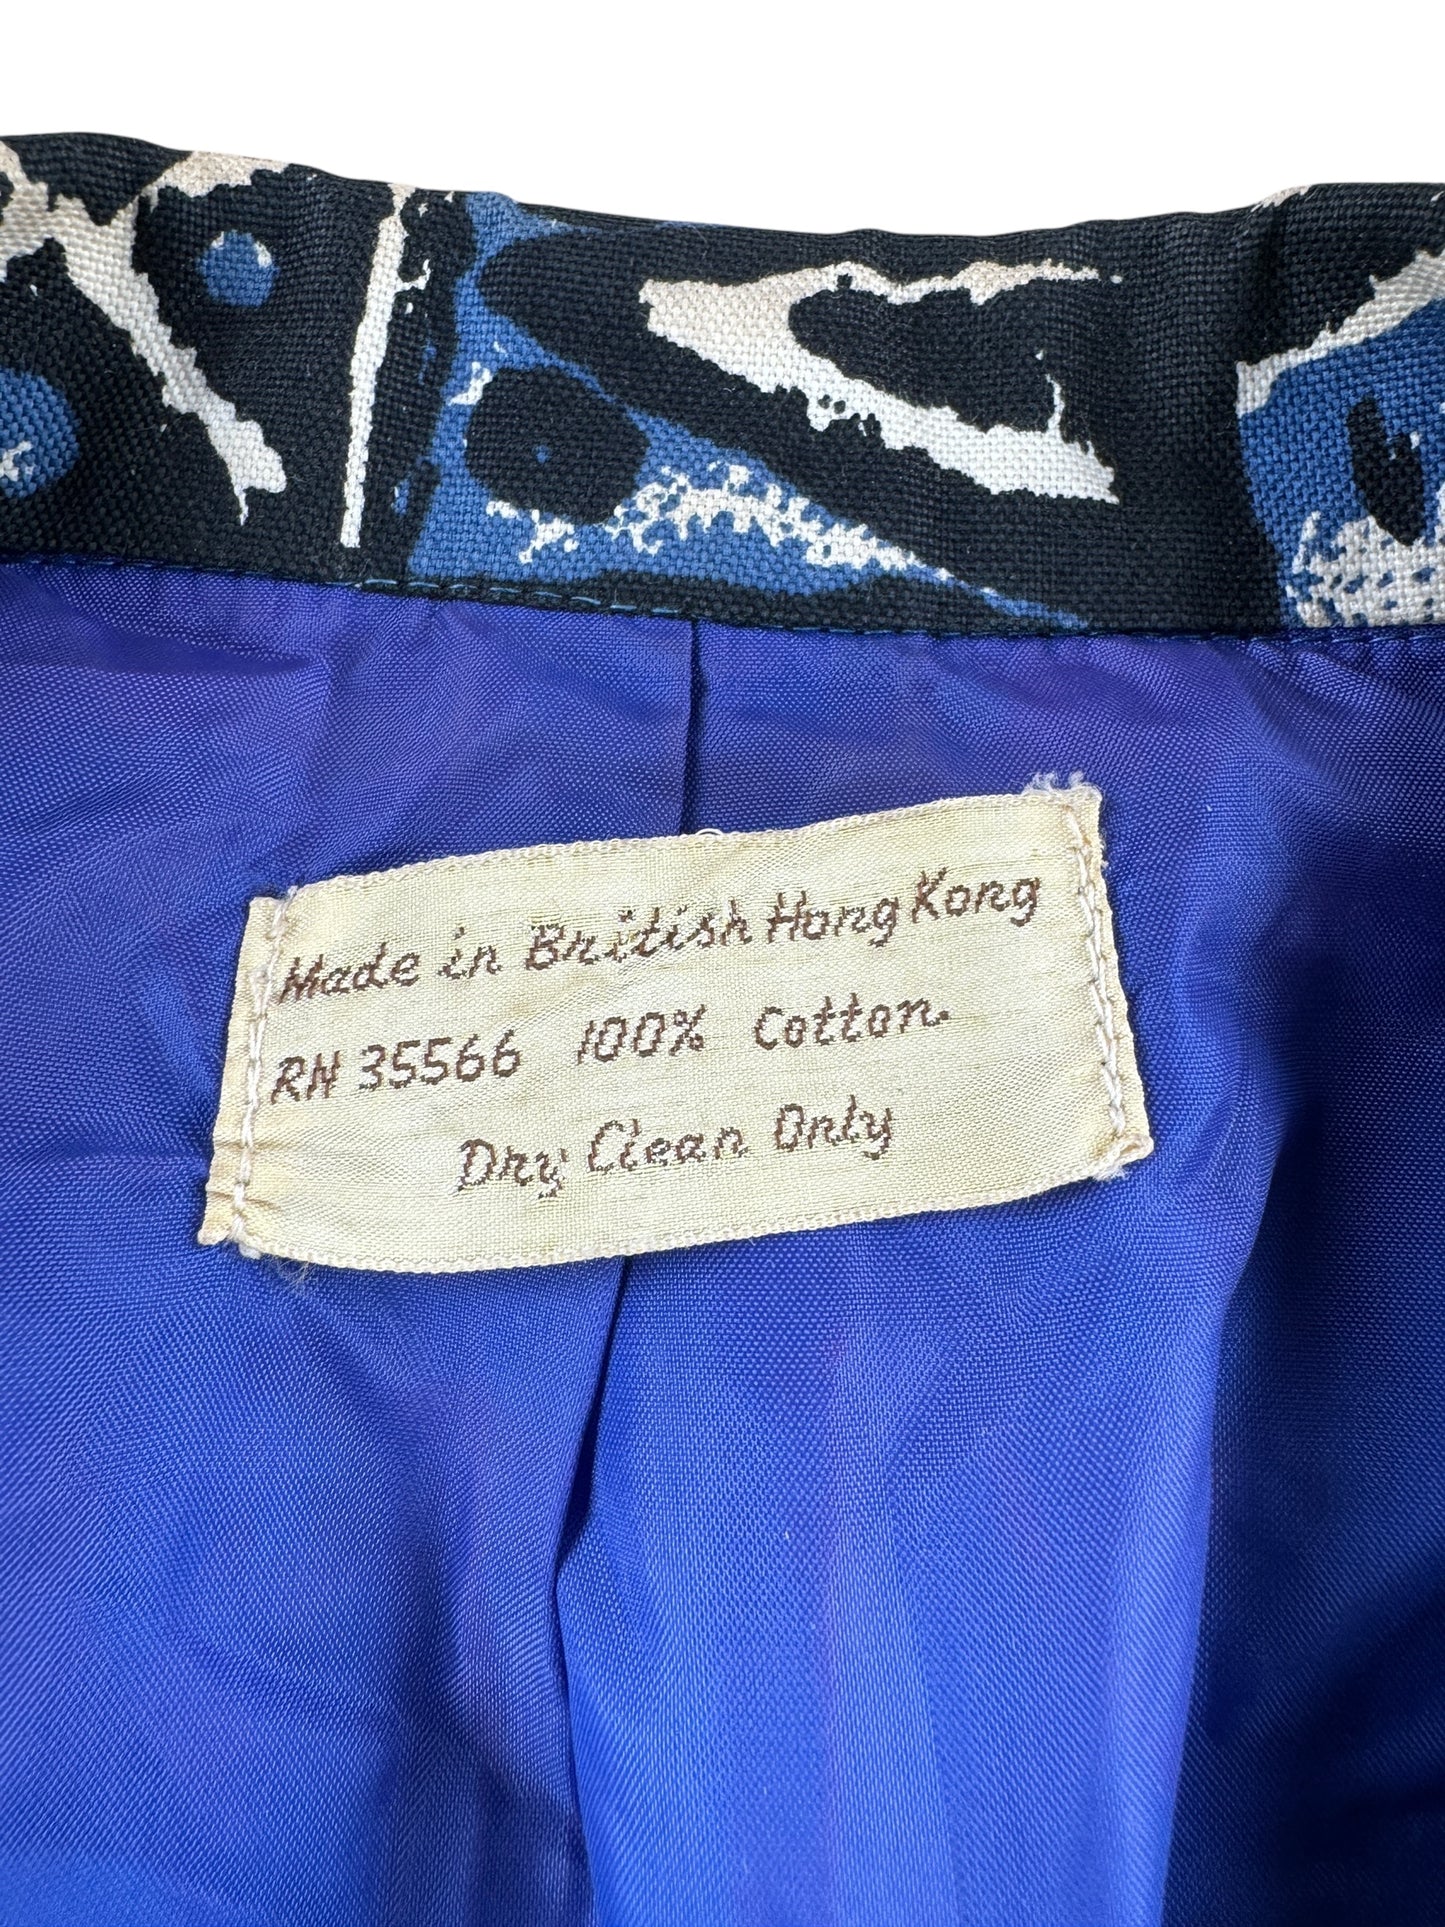 Made in British Hong Kong
RN 35566 100% Cotton.
Dry Clean Only